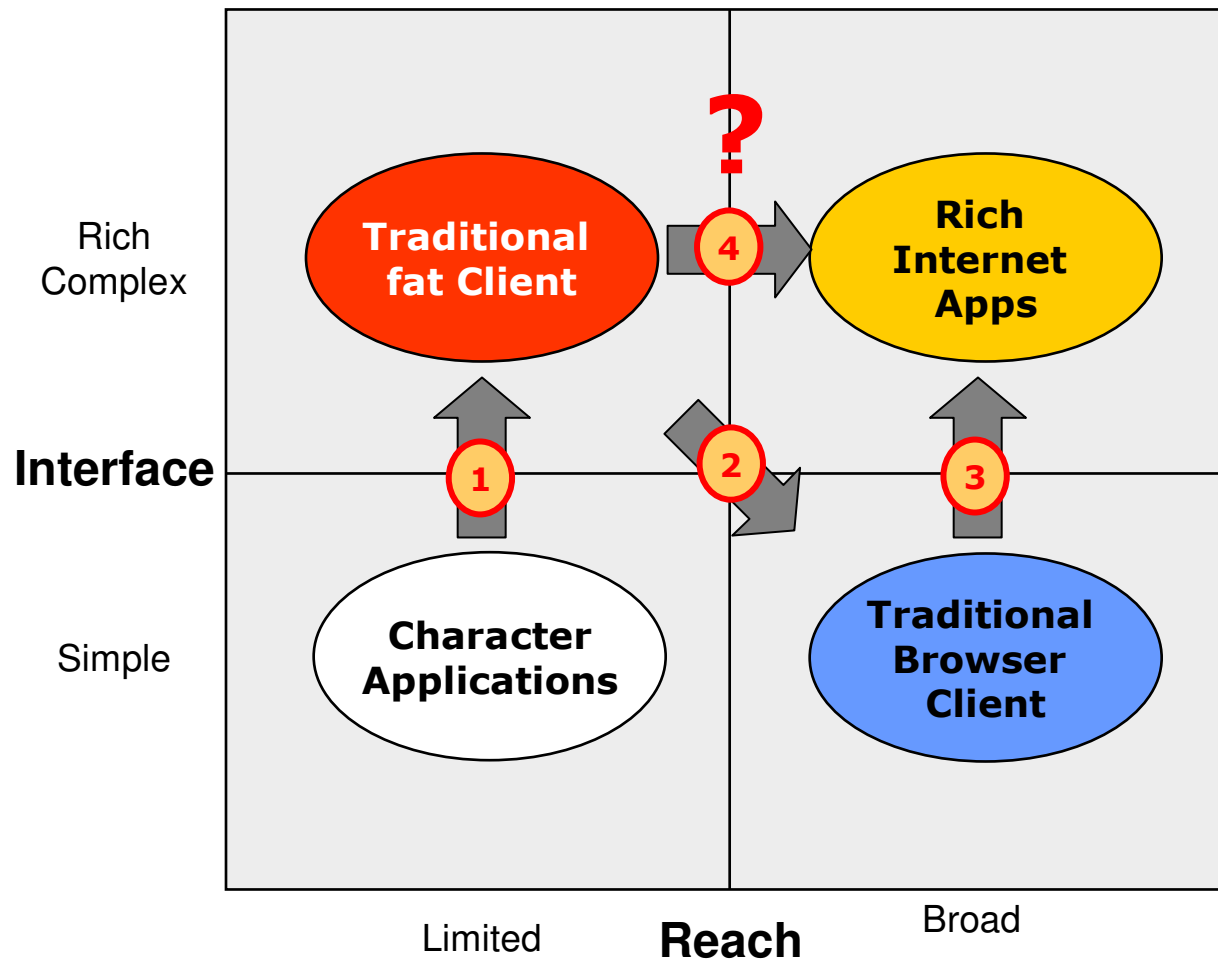 ?
Rich
Complex
Traditional
fat Client
4
Rich
Internet
Apps
Interface
1
2
3
Simple
Character
Applications
Traditional
Browser
Client
Limited
Reach
Broad